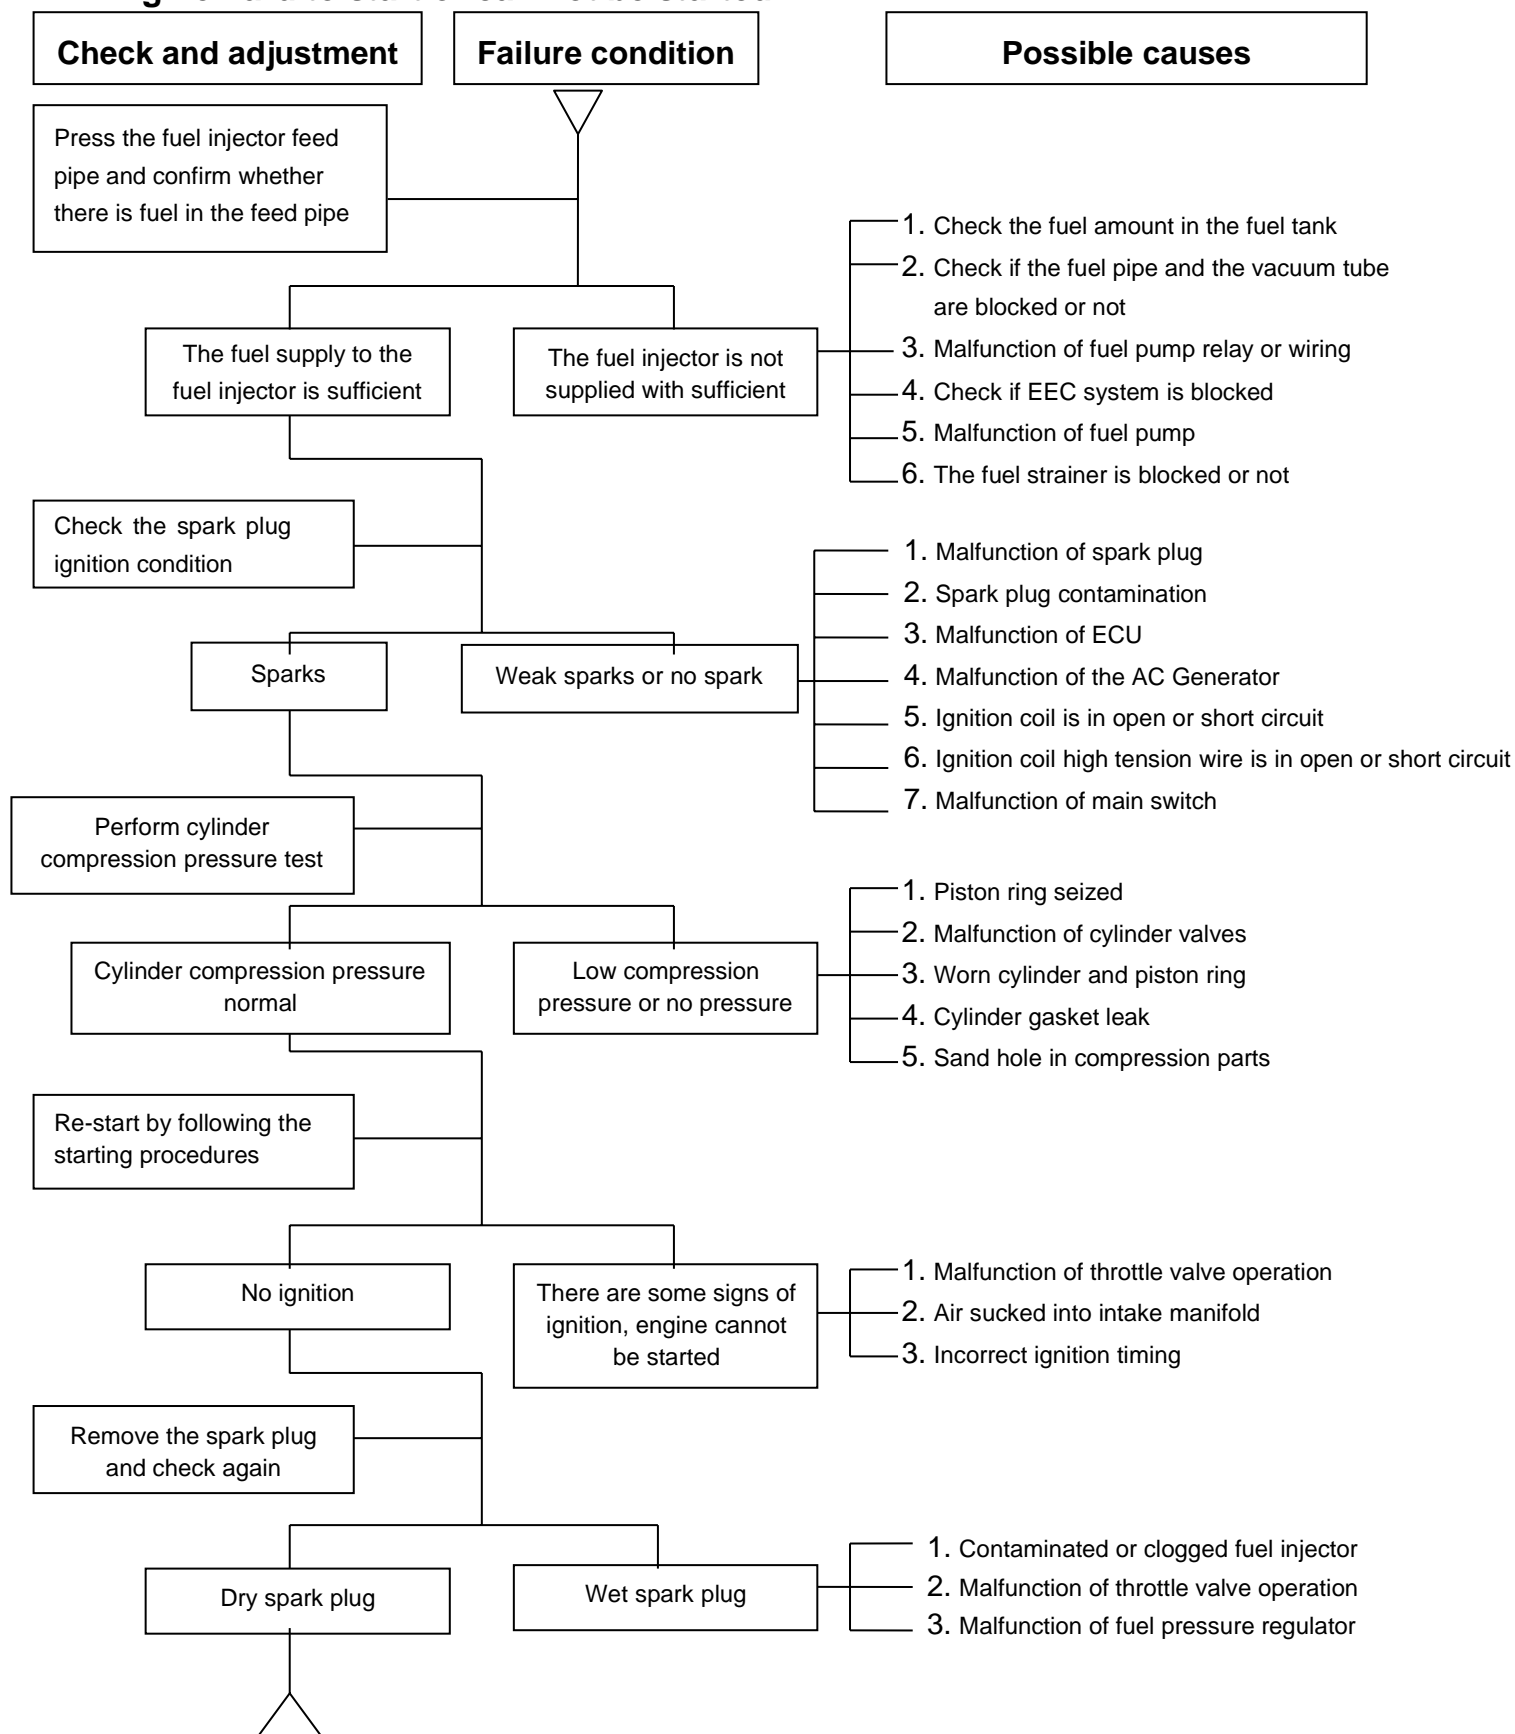 Check and adjustment
Failure condition
Possible causes
Press the fuel injector feed
pipe and confirm whether
there is fuel in the feed pipe
1. Check the fuel amount in the fuel tank
2. Check if the fuel pipe and the vacuum tube
are blocked or not
3. Malfunction of fuel pump relay or wiring
4. Check if EEC system is blocked
5. Malfunction of fuel pump
6. The fuel strainer is blocked or not
The fuel supply to the
fuel injector is sufficient
The fuel injector is not
supplied with sufficient
Check the spark plug
ignition condition
1. Malfunction of spark plug
2. Spark plug contamination
3. Malfunction of ECU
4. Malfunction of the AC Generator
5. Ignition coil is in open or short circuit
6. Ignition coil high tension wire is in open or short circuit
7. Malfunction of main switch
Sparks
Weak sparks or no spark
Perform cylinder
compression pressure test
1. Piston ring seized
2. Malfunction of cylinder valves
3. Worn cylinder and piston ring
4. Cylinder gasket leak
5. Sand hole in compression parts
Cylinder compression pressure
normal
Low compression
pressure or no pressure
Re-start by following the
starting procedures
No ignition
There are some signs of
ignition, engine cannot
be started
1. Malfunction of throttle valve operation
2. Air sucked into intake manifold
3. Incorrect ignition timing
Remove the spark plug
and check again
Dry spark plug
Wet spark plug
1. Contaminated or clogged fuel injector
2. Malfunction of throttle valve operation
3. Malfunction of fuel pressure regulator